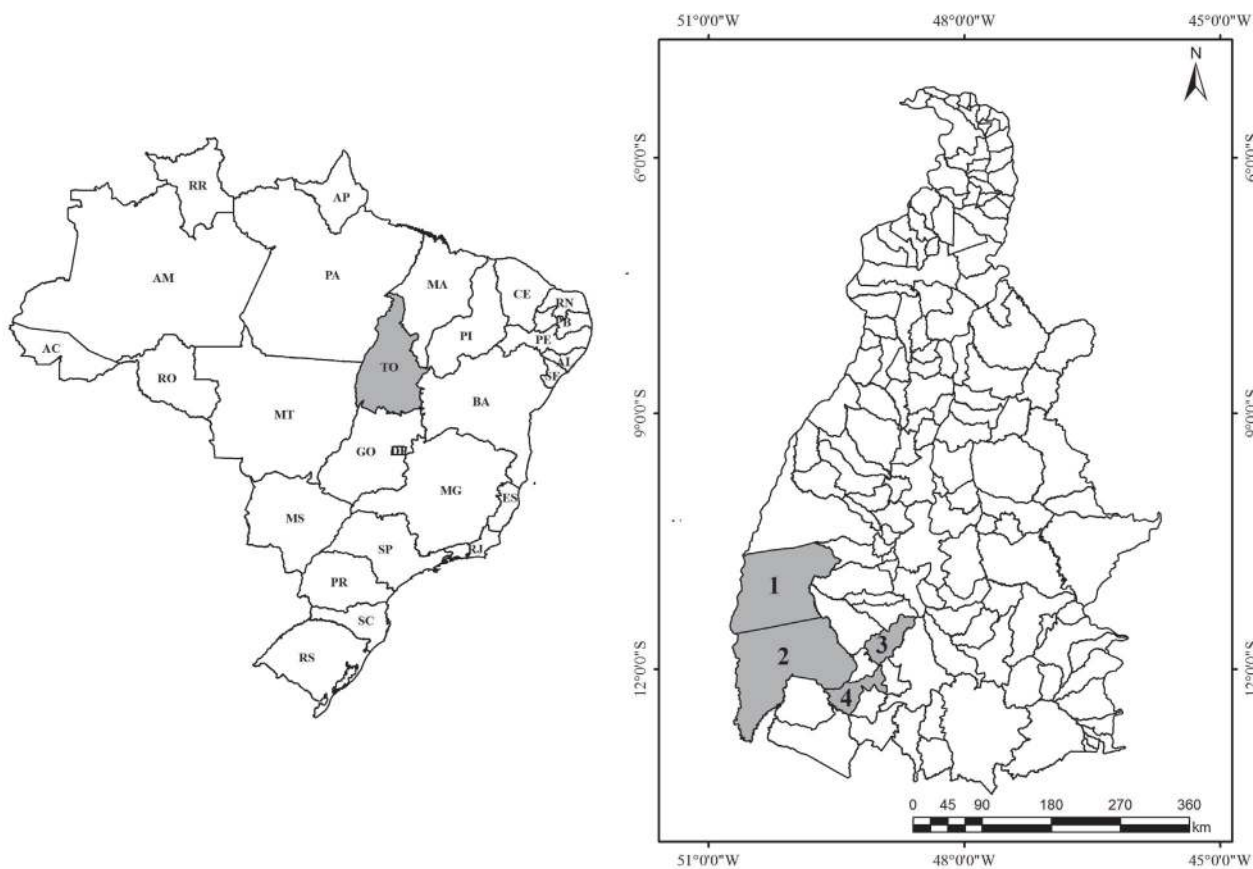 RR
AP
AM
PA
MA
CE
RN
PB
PE
AL
SE
PI
AC
TO
RO
BA
MT
GO
DF
MG
ES
MS
SP
RJ
PR
SC
RS
51°0'0"W
48°0'0"W
45°0'0"W
N
6°0'0"S
6°0'0"S
9°0'0"S
9°0'0"S
1
2
3
4
12°0'0"S
12°0'0"S
0 45 90 180 270 360
km
51°0'0"W
48°0'0"W
45°0'0"W